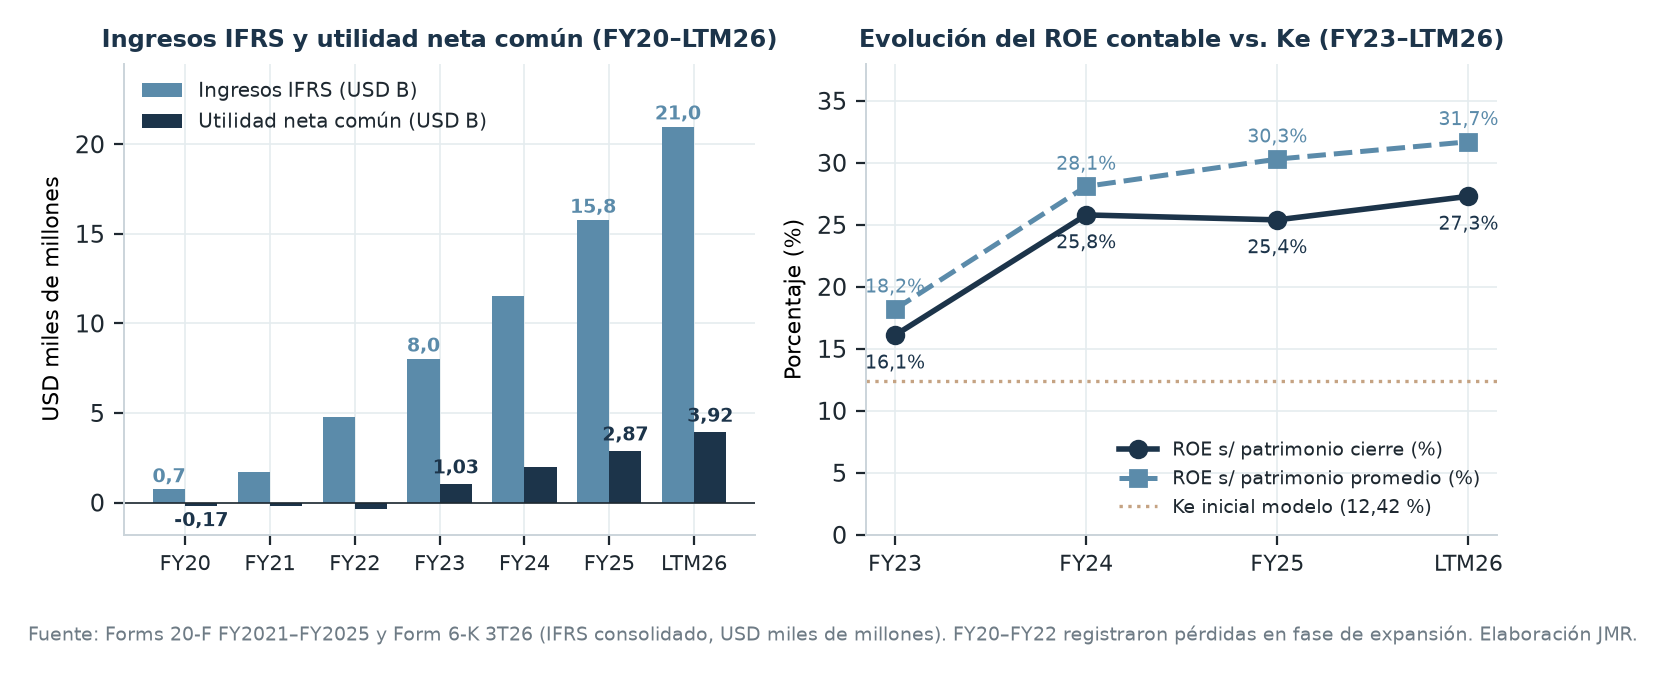 Ingresos IFRS y utilidad neta común (FY20–LTM26)
Ingresos IFRS (USD B)
Utilidad neta común (USD B)
USD miles de millones
20
15
10
5
0
0,7
8,0
15,8
21,0
-0,17
1,03
2,87
3,92
FY20
FY21
FY22
FY23
FY24
FY25
LTM26
Evolución del ROE contable vs. Ke (FY23–LTM26)
Porcentaje (%)
35
30
25
20
15
10
5
0
18,2%
28,1%
30,3%
31,7%
16,1%
25,8%
25,4%
27,3%
ROE s/ patrimonio cierre (%)
ROE s/ patrimonio promedio (%)
Ke inicial modelo (12,42 %)
FY23
FY24
FY25
LTM26
Fuente: Forms 20-F FY2021–FY2025 y Form 6-K 3T26 (IFRS consolidado, USD miles de millones). FY20–FY22 registraron pérdidas en fase de expansión. Elaboración JMR.